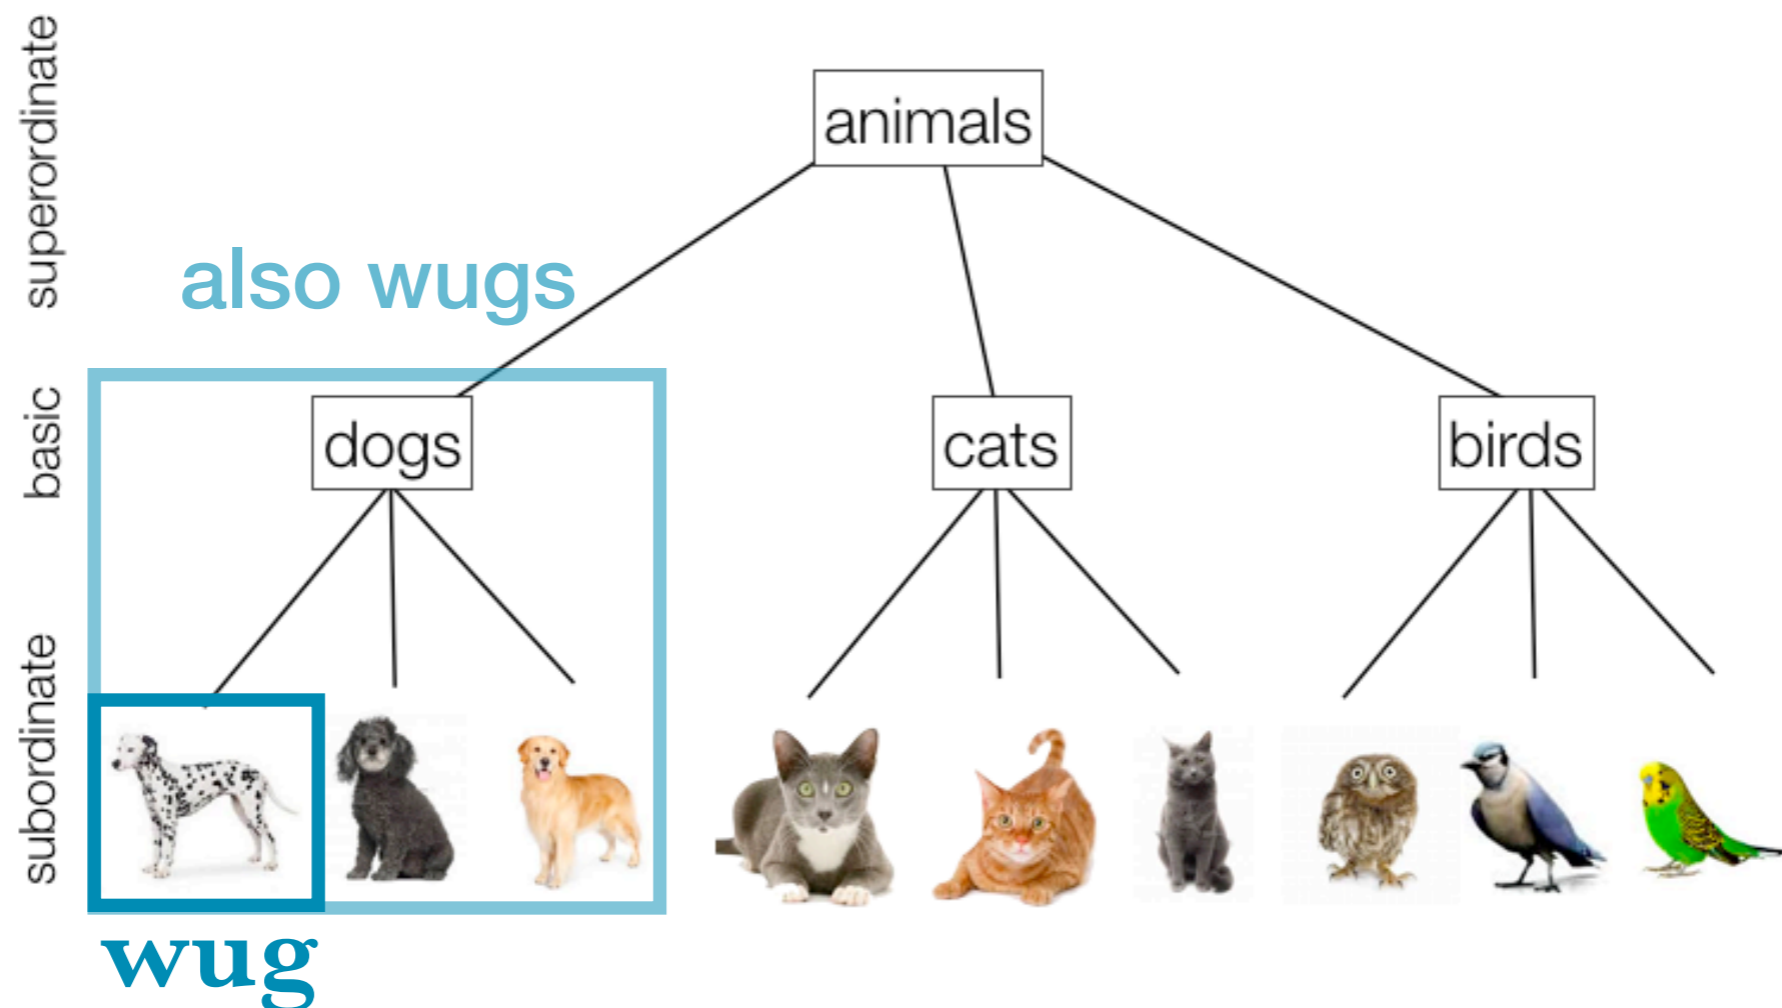 superordinate
animals
also wugs
basic
dogs
cats
birds
subordinate
wug